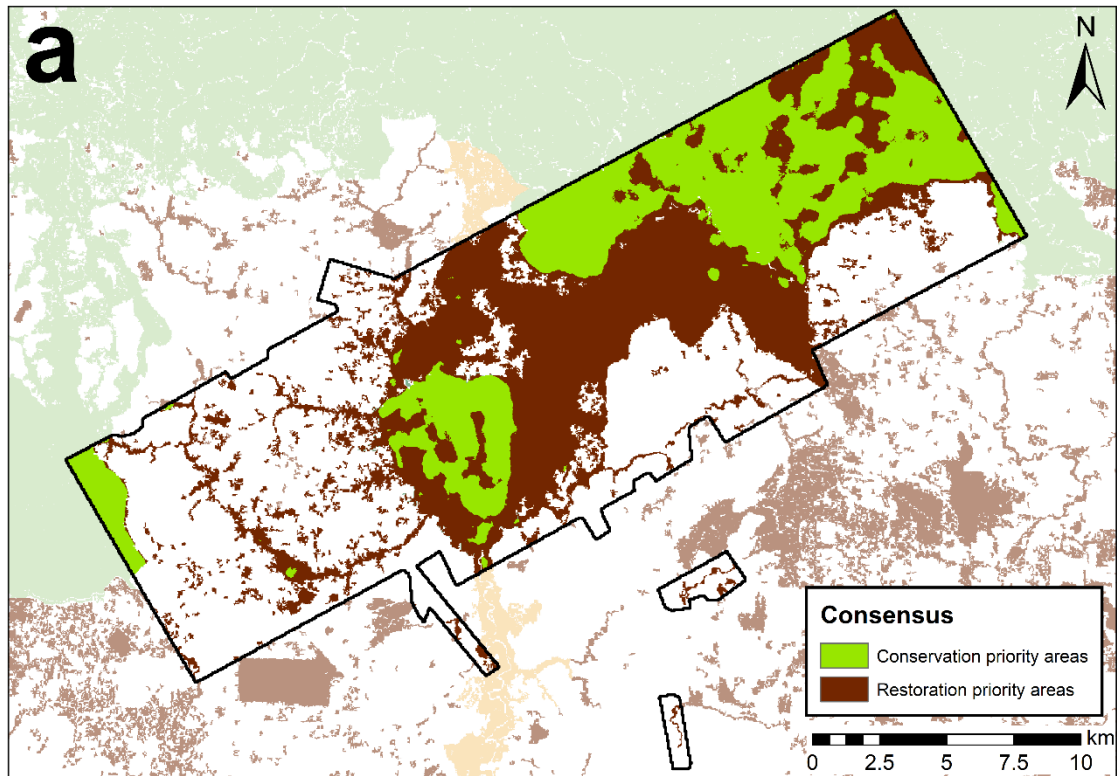 a
N
Consensus
Conservation priority areas
Restoration priority areas
km
0 2.5 5 7.5 10